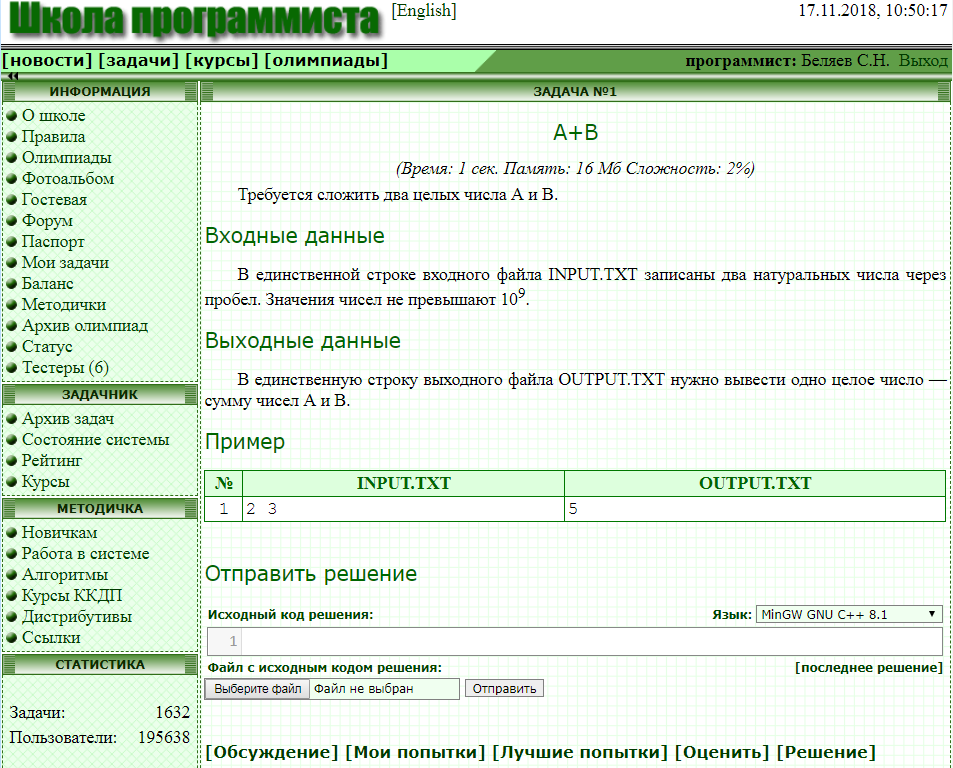 Школа программиста
[English]
17.11.2018, 10:50:17
[новости] [задачи] [курсы] [олимпиады]
программист: Беляев С.Н. Выход
ИНФОРМАЦИЯ
О школе
Правила
Олимпиады
Фотоальбом
Гостевая
Форум
Паспорт
Мои задачи
Баланс
Методички
Архив олимпиад
Статус
Тестеры (6)
ЗАДАЧНИК
Архив задач
Состояние системы
Рейтинг
Курсы
МЕТОДИЧКА
Новичкам
Работа в системе
Алгоритмы
Курсы ККДП
Дистрибутивы
Ссылки
СТАТИСТИКА
Задачи: 1632
Пользователи: 195638
ЗАДАЧА №1
A+B
(Время: 1 сек. Память: 16 Мб Сложность: 2%)
Требуется сложить два целых числа А и В.
Входные данные
В единственной строке входного файла INPUT.TXT записаны два натуральных числа через
пробел. Значения чисел не превышают 10⁹.
Выходные данные
В единственную строку выходного файла OUTPUT.TXT нужно вывести одно целое число —
сумму чисел А и В.
Пример
№ INPUT.TXT OUTPUT.TXT
1 2 3 5
Отправить решение
Исходный код решения: Язык: MinGW GNU C++ 8.1
1
Файл с исходным кодом решения: [последнее решение]
Выберите файл Файл не выбран Отправить
[Обсуждение] [Мои попытки] [Лучшие попытки] [Оценить] [Решение]